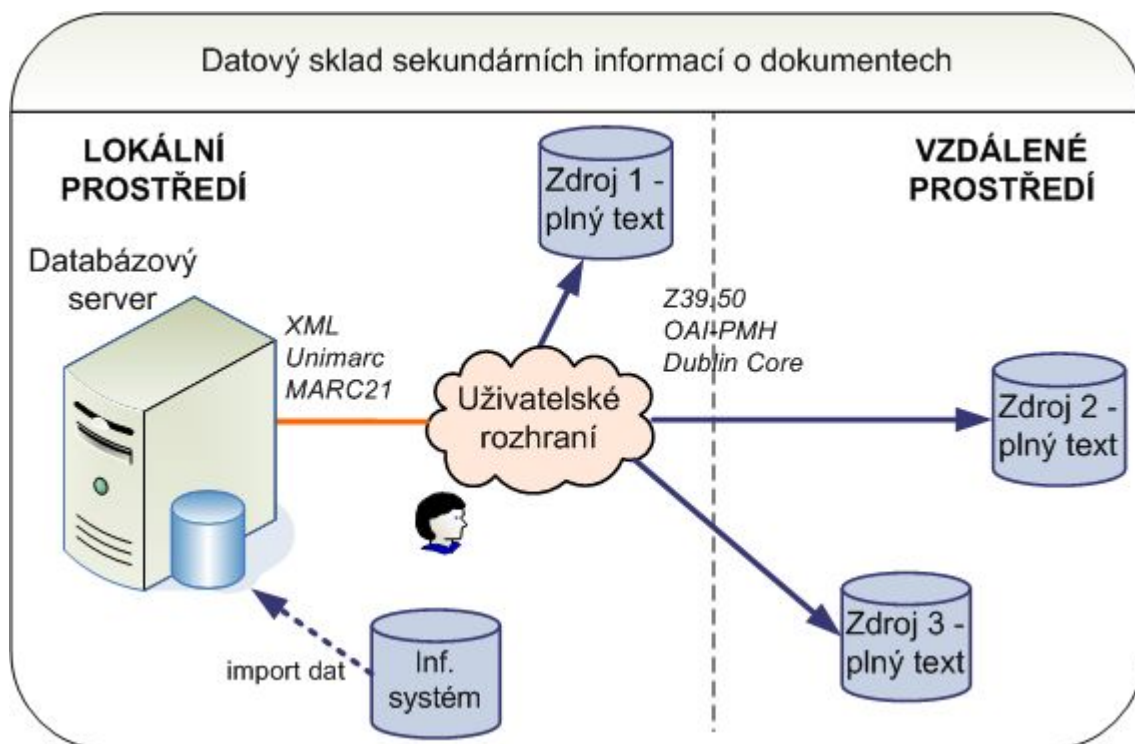 Datový sklad sekundárních informací o dokumentech
LOKÁLNÍ
PROSTŘEDÍ
VZDÁLENÉ
PROSTŘEDÍ
Zdroj 1 -
plný text
Databázový
server
XML
Unimarc
MARC21
Z39.50
OAI-PMH
Dublin Core
Uživatelské
rozhraní
Zdroj 2 -
plný text
Zdroj 3 -
plný text
import dat
Inf.
systém